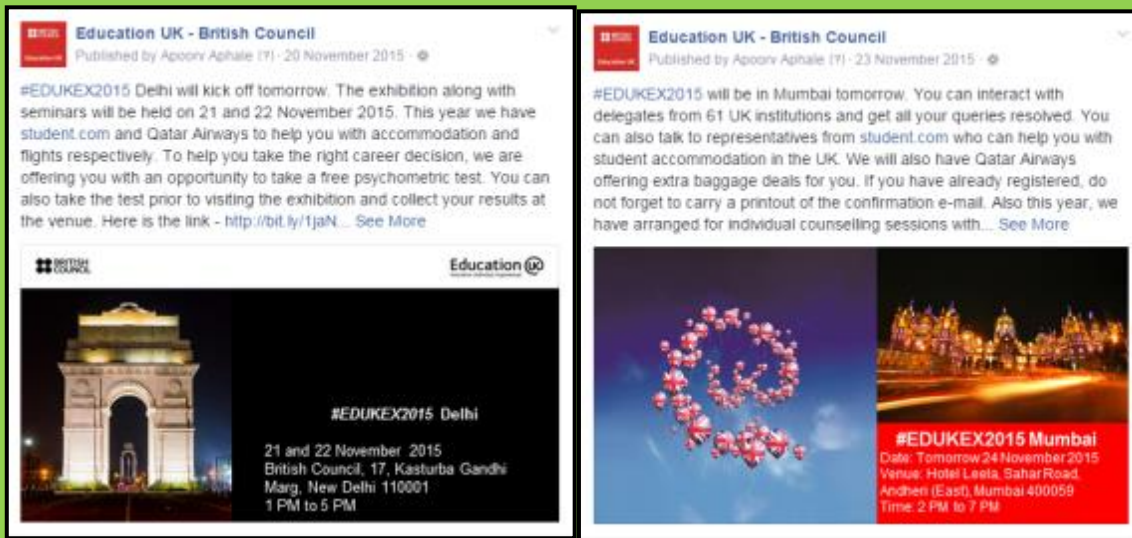 Education UK - British Council
Published by Apoorv Aphale [?] · 20 November 2015 ·
#EDUKEX2015 Delhi will kick off tomorrow. The exhibition along with
seminars will be held on 21 and 22 November 2015. This year we have
student.com and Qatar Airways to help you with accommodation and
flights respectively. To help you take the right career decision, we are
offering you with an opportunity to take a free psychometric test. You can
also take the test prior to visiting the exhibition and collect your results at
the venue. Here is the link - http://bit.ly/1jaN... See More
BRITISH
COUNCIL
Education UK
#EDUKEX2015 Delhi
21 and 22 November 2015
British Council, 17, Kasturba Gandhi
Marg, New Delhi 110001
1 PM to 5 PM
Education UK - British Council
Published by Apoorv Aphale [?] · 23 November 2015 ·
#EDUKEX2015 will be in Mumbai tomorrow. You can interact with
delegates from 61 UK institutions and get all your queries resolved. You
can also talk to representatives from student.com who can help you with
student accommodation in the UK. We will also have Qatar Airways
offering extra baggage deals for you. If you have already registered, do
not forget to carry a printout of the confirmation e-mail. Also this year, we
have arranged for individual counselling sessions with... See More
#EDUKEX2015 Mumbai
Date: Tomorrow 24 November 2015
Venue: Hotel Leela, Sahar Road,
Andheri (East), Mumbai 400059
Time: 2 PM to 7 PM